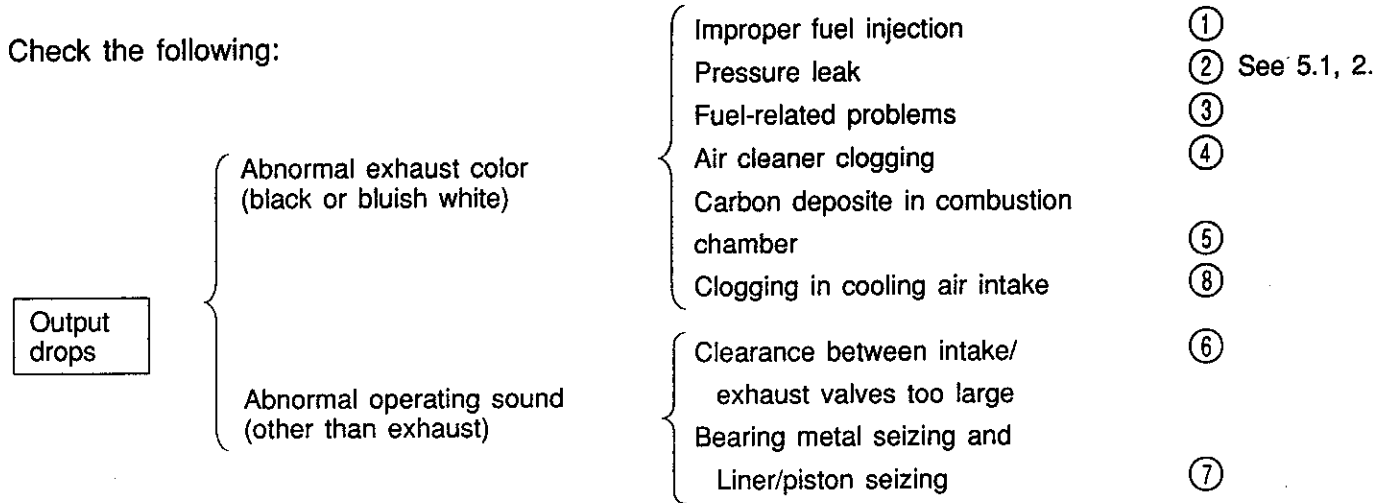 Check the following:
Improper fuel injection ①
Pressure leak ② See 5.1, 2.
Fuel-related problems ③
Abnormal exhaust color
(black or bluish white)
Air cleaner clogging ④
Carbon deposite in combustion
chamber ⑤
Clogging in cooling air intake ⑧
Output
drops
Abnormal operating sound
(other than exhaust)
Clearance between intake/ ⑥
exhaust valves too large
Bearing metal seizing and
Liner/piston seizing ⑦